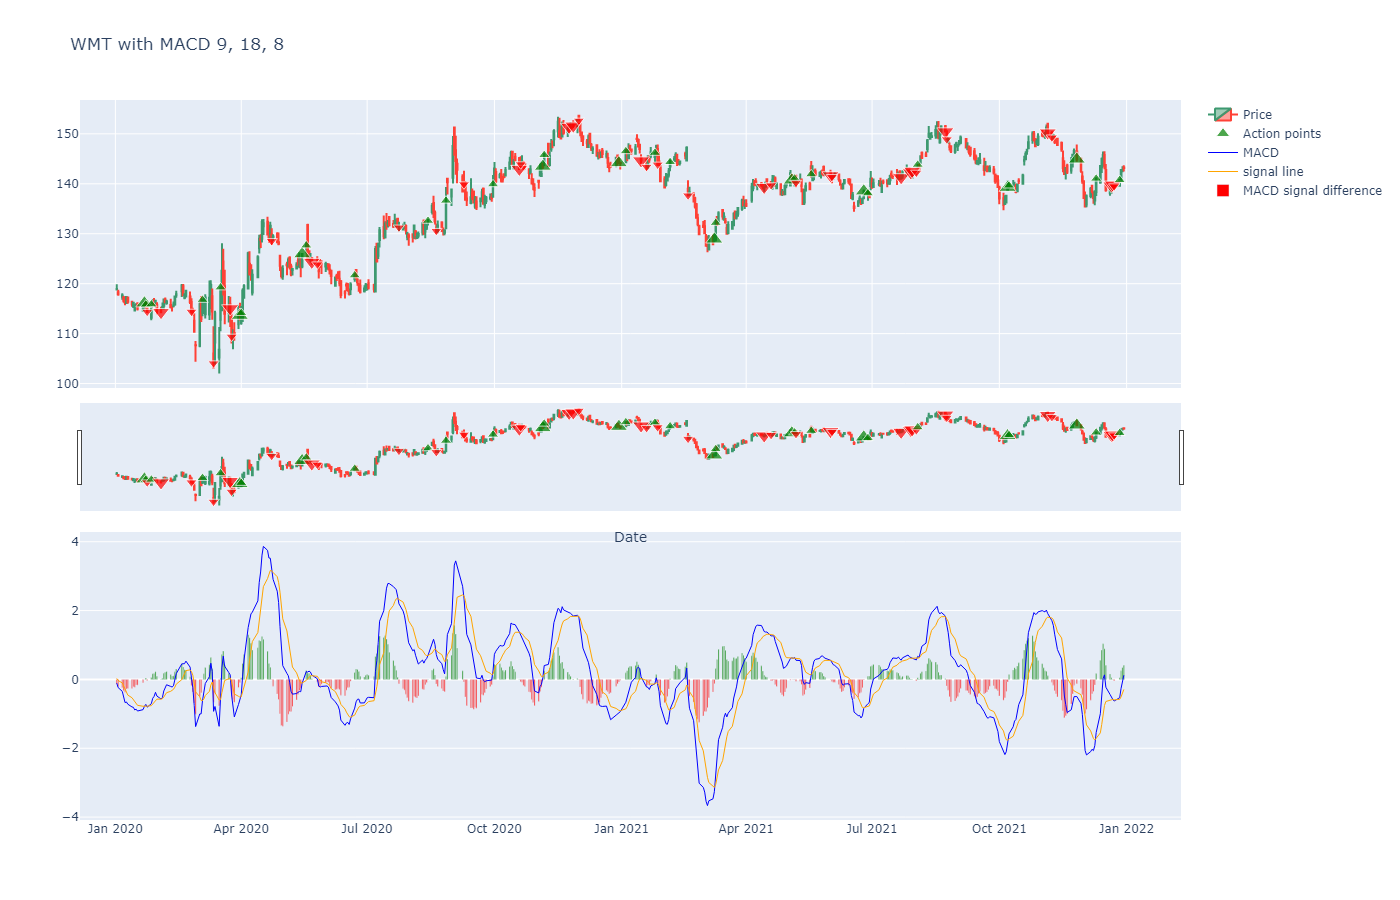 WMT with MACD 9, 18, 8
150
140
130
120
110
100
Price
Action points
MACD
signal line
MACD signal difference
Date
4
2
0
−2
−4
Jan 2020 Apr 2020 Jul 2020 Oct 2020 Jan 2021 Apr 2021 Jul 2021 Oct 2021 Jan 2022